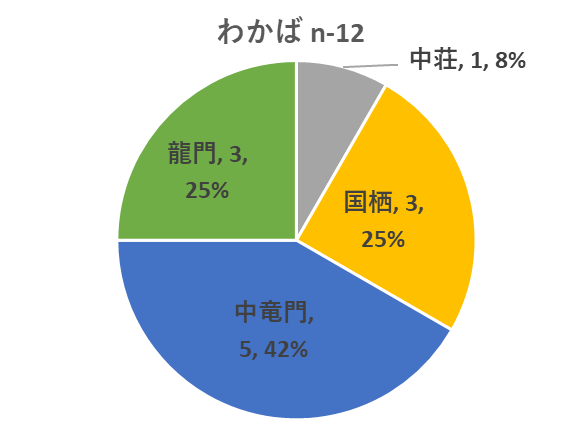 わかば n-12
中荘, 1, 8%
龍門, 3,
25%
国栖, 3,
25%
中竜門,
5, 42%